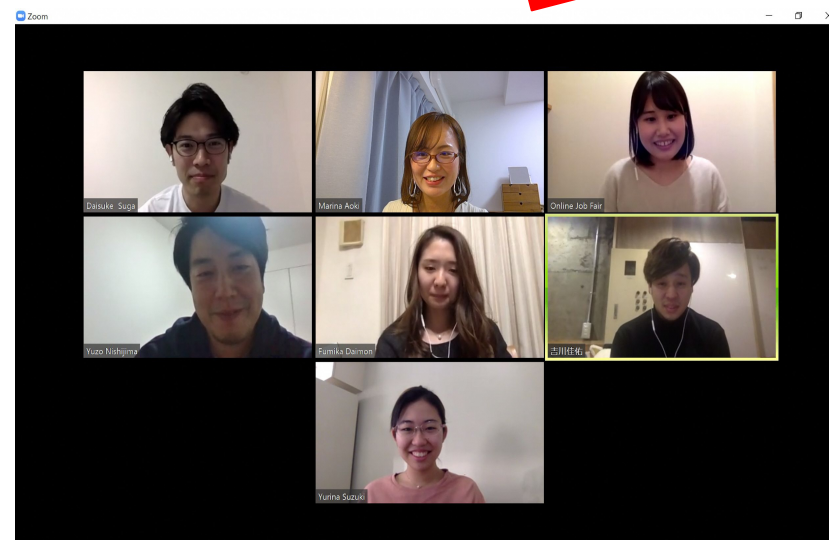 Zoom
Daisuke Suga
Marina Aoki
Online Job Fair
Yuzo Nishijima
Fumika Daimon
吉川佳佑
Yurina Suzuki